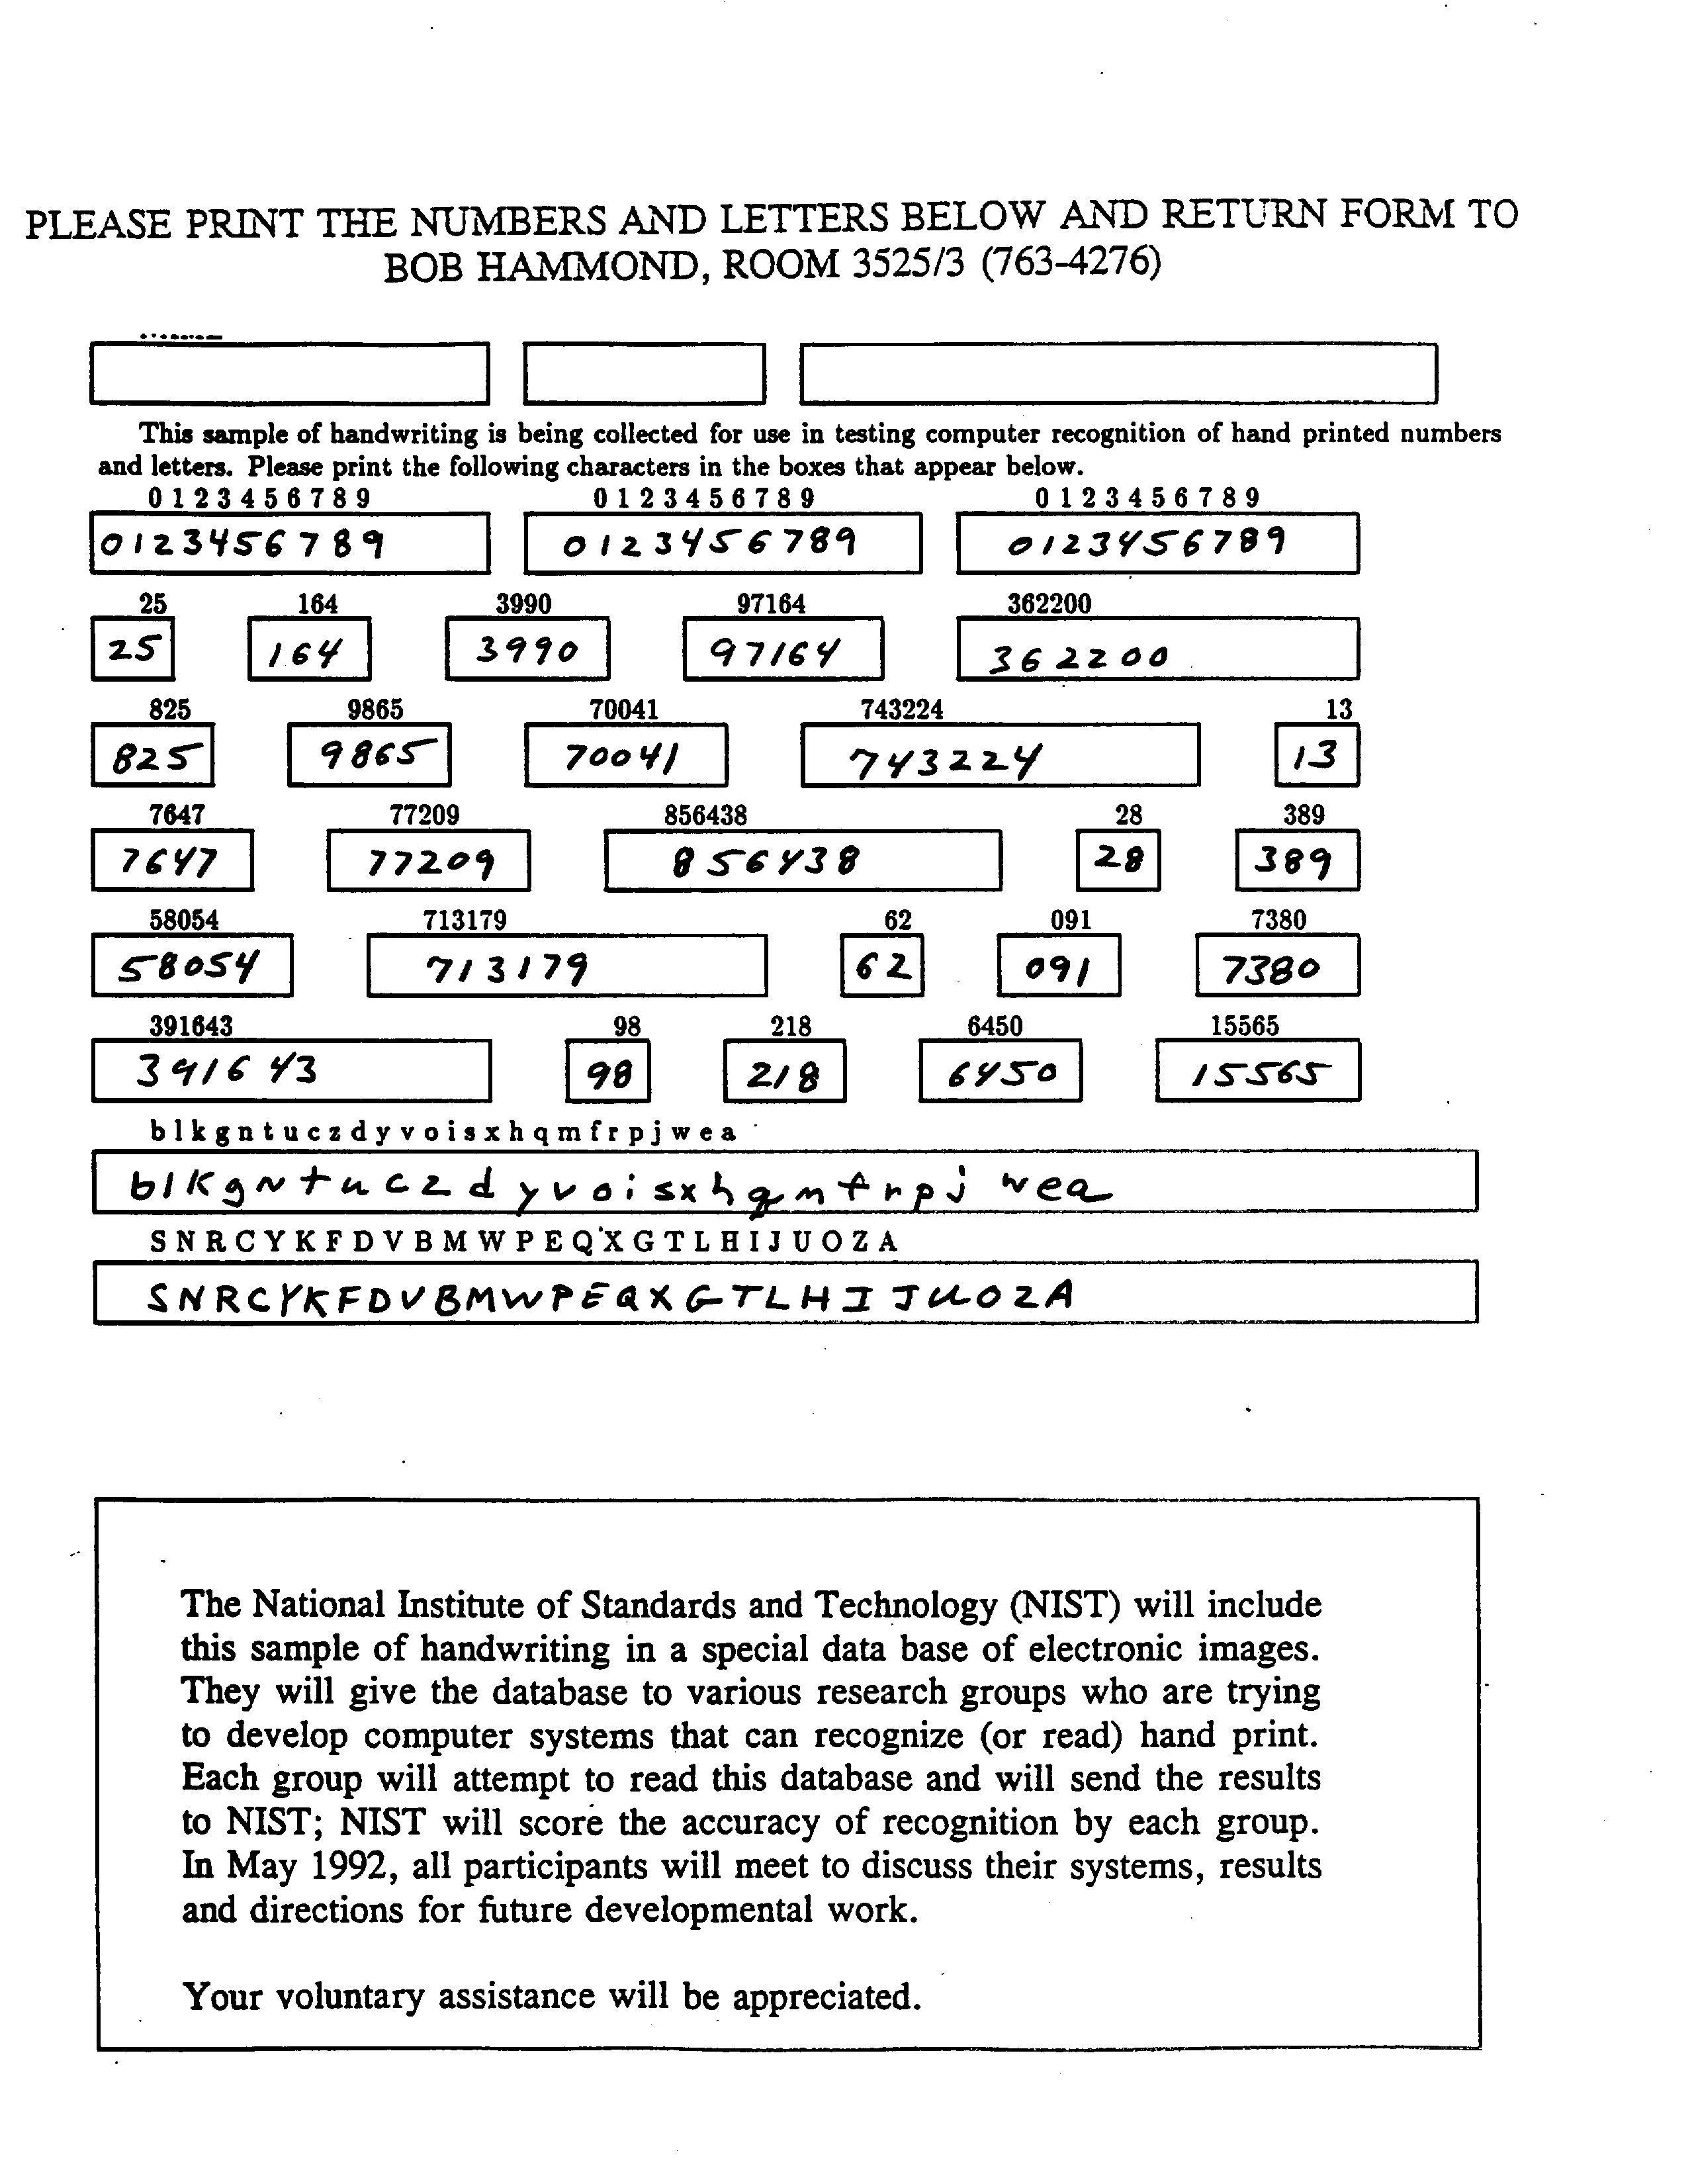 PLEASE PRINT THE NUMBERS AND LETTERS BELOW AND RETURN FORM TO
BOB HAMMOND, ROOM 3525/3 (763-4276)
This sample of handwriting is being collected for use in testing computer recognition of hand printed numbers
and letters. Please print the following characters in the boxes that appear below.
0 1 2 3 4 5 6 7 8 9 0 1 2 3 4 5 6 7 8 9 0 1 2 3 4 5 6 7 8 9
0123456789 0123456789 0123456789
25 164 3990 97164 362200
25 164 3990 97164 362200
825 9865 70041 743224 13
825 9865 70041 743224 13
7647 77209 856438 28 389
7647 77209 856438 28 389
58054 713179 62 091 7380
58054 713179 62 091 7380
391643 98 218 6450 15565
391643 98 218 6450 15565
b l k g n t u c z d y v o i s x h q m f r p j w e a
b l k g n t u c z d y v o i s x h q m f r p j w e a
S N R C Y K F D V B M W P E Q X G T L H I J U O Z A
S N R C Y K F D V B M W P E Q X G T L H I J U O Z A
The National Institute of Standards and Technology (NIST) will include
this sample of handwriting in a special data base of electronic images.
They will give the database to various research groups who are trying
to develop computer systems that can recognize (or read) hand print.
Each group will attempt to read this database and will send the results
to NIST; NIST will score the accuracy of recognition by each group.
In May 1992, all participants will meet to discuss their systems, results
and directions for future developmental work.
Your voluntary assistance will be appreciated.